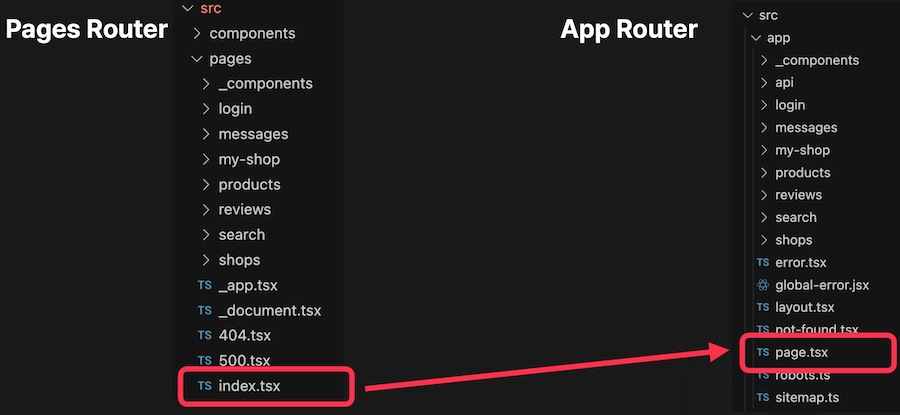 Pages Router
src
components
pages
_components
login
messages
my-shop
products
reviews
search
shops
TS _app.tsx
TS _document.tsx
TS 404.tsx
TS 500.tsx
TS index.tsx
App Router
src
app
_components
api
login
messages
my-shop
products
reviews
search
shops
TS error.tsx
global-error.jsx
TS layout.tsx
TS not-found.tsx
TS page.tsx
TS robots.ts
TS sitemap.ts